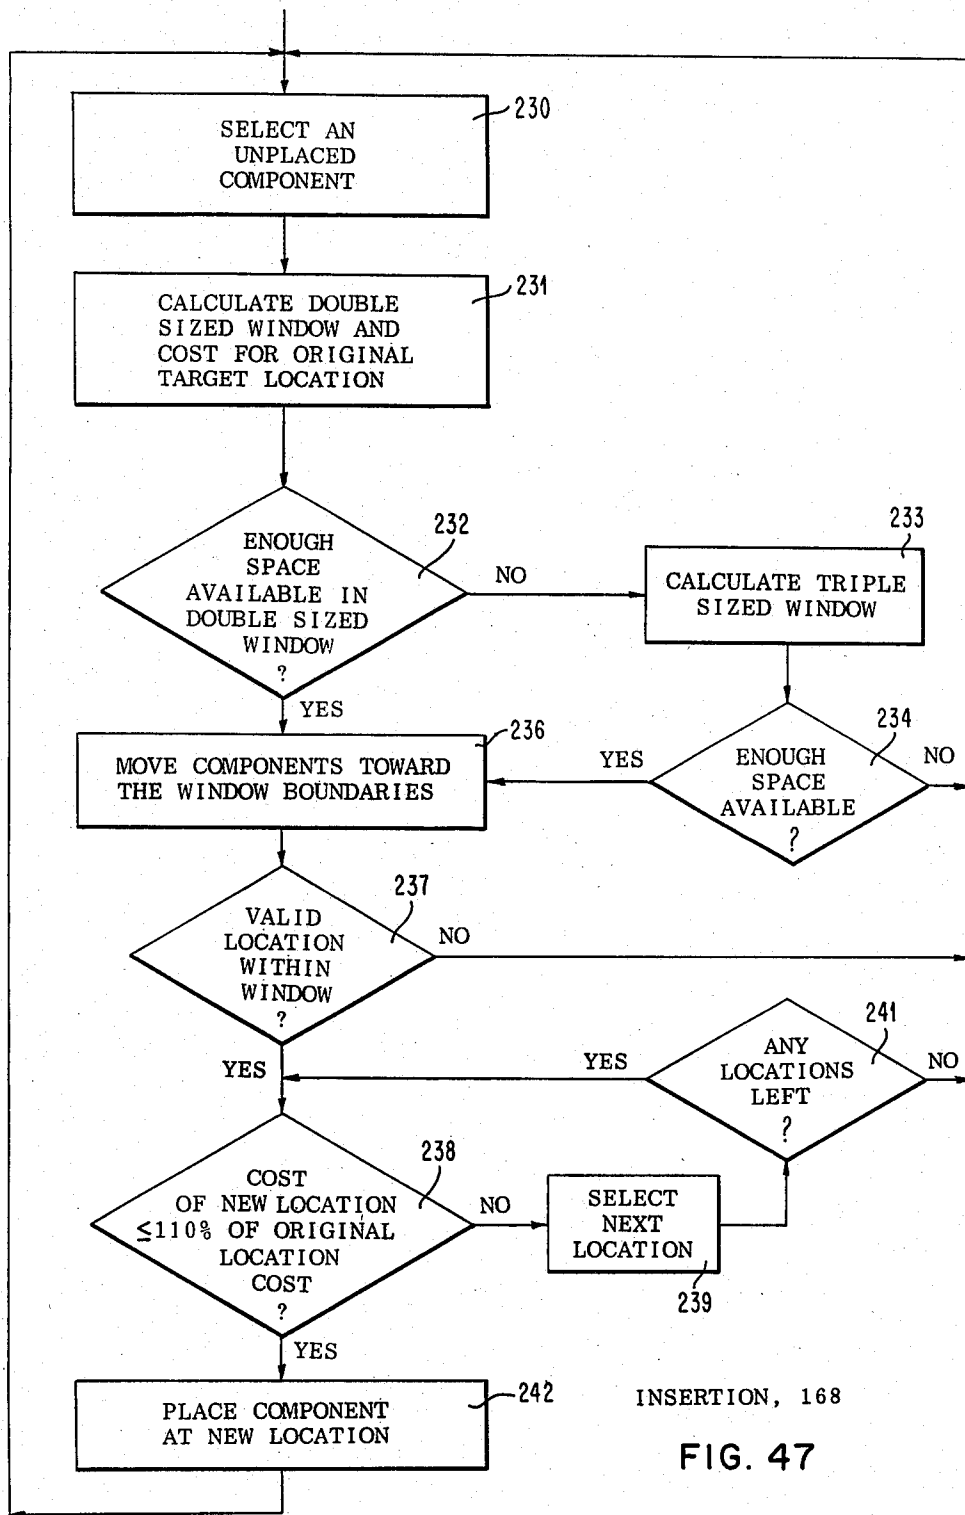 230
SELECT AN
UNPLACED
COMPONENT
231
CALCULATE DOUBLE
SIZED WINDOW AND
COST FOR ORIGINAL
TARGET LOCATION
232
ENOUGH
SPACE
AVAILABLE IN
DOUBLE SIZED
WINDOW
?
NO
YES
233
CALCULATE TRIPLE
SIZED WINDOW
234
ENOUGH
SPACE
AVAILABLE
?
YES
NO
236
MOVE COMPONENTS TOWARD
THE WINDOW BOUNDARIES
237
VALID
LOCATION
WITHIN
WINDOW
?
NO
YES
241
ANY
LOCATIONS
LEFT
?
YES
NO
238
COST
OF NEW LOCATION
≤110% OF ORIGINAL
LOCATION
COST
?
NO
YES
SELECT
NEXT
LOCATION
239
242
PLACE COMPONENT
AT NEW LOCATION
INSERTION, 168
FIG. 47